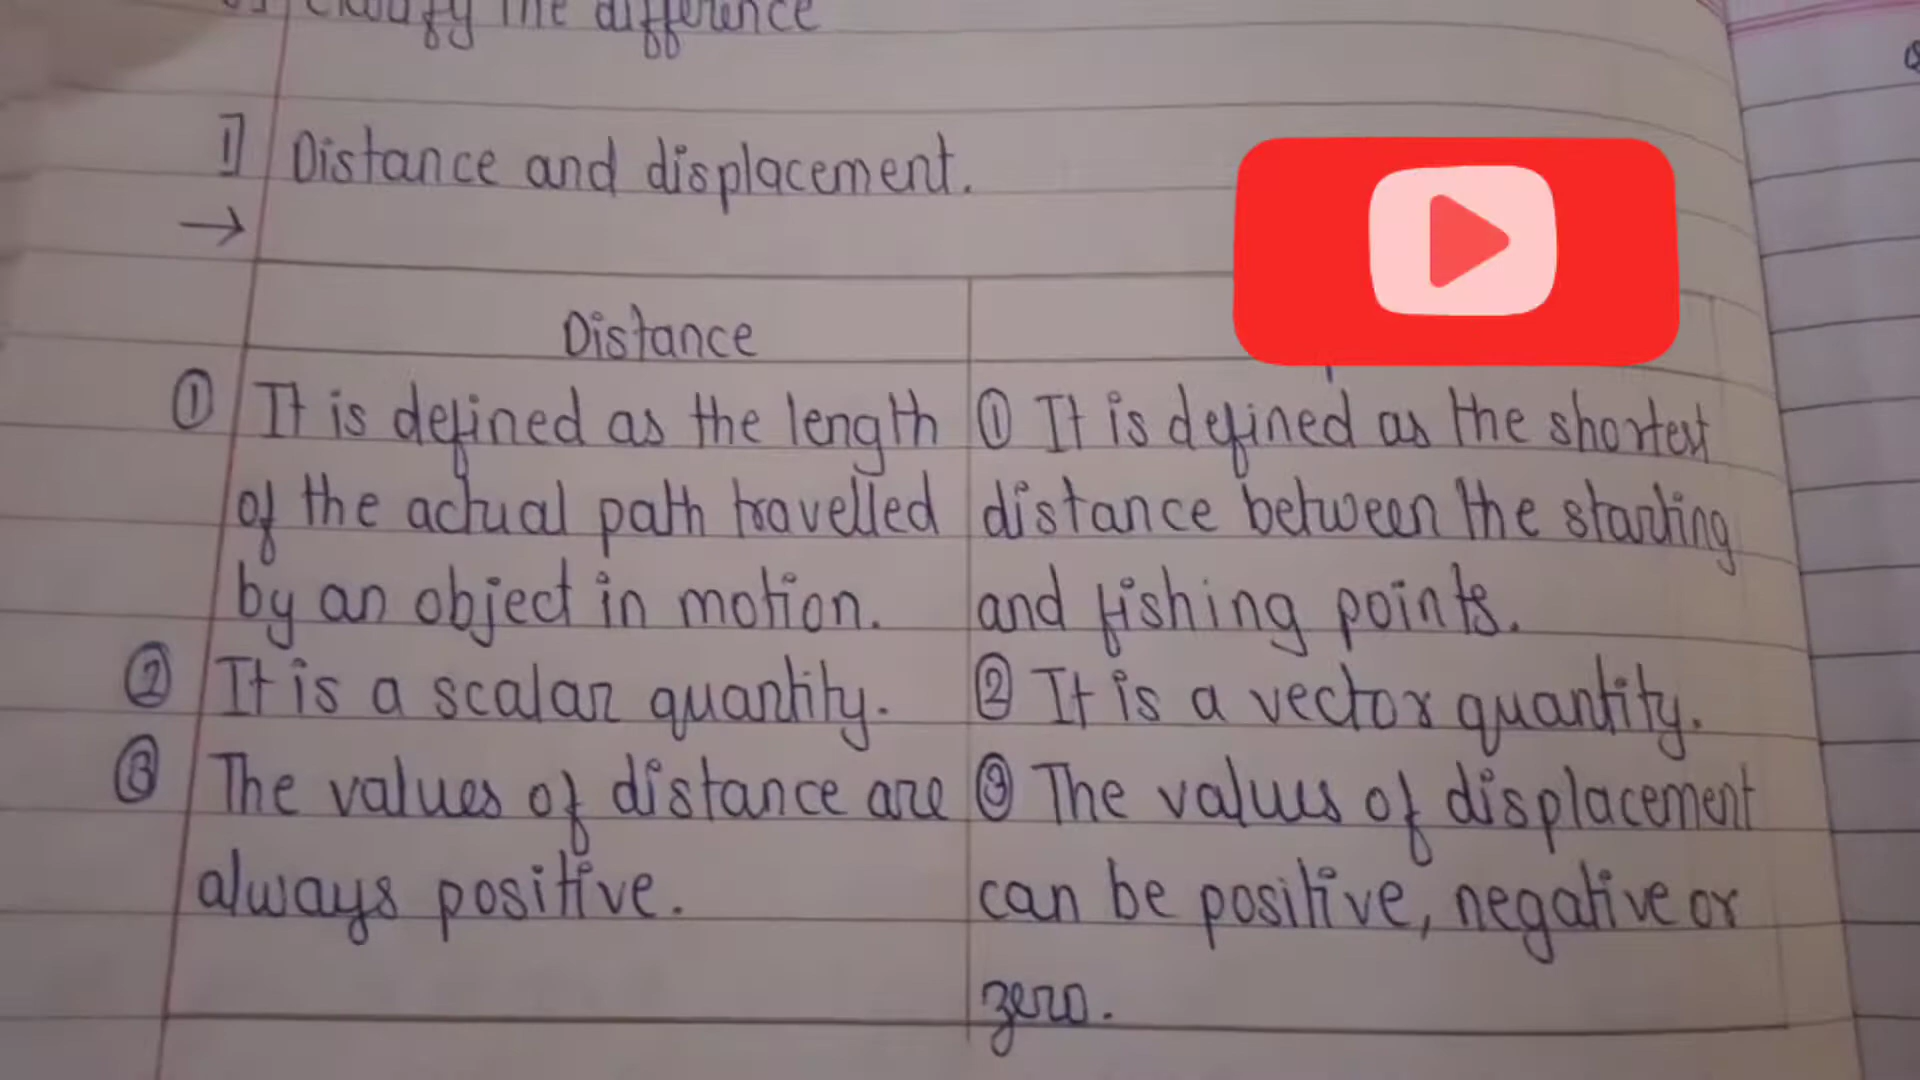 the difference
1] Distance and displacement.
→
Distance
① It is defined as the length
of the actual path travelled
by an object in motion.
② It is a scalar quantity.
③ The values of distance are
always positive.
① It is defined as the shortest
distance between the starting
and fishing points.
② It is a vector quantity.
③ The values of displacement
can be positive, negative or
zero.